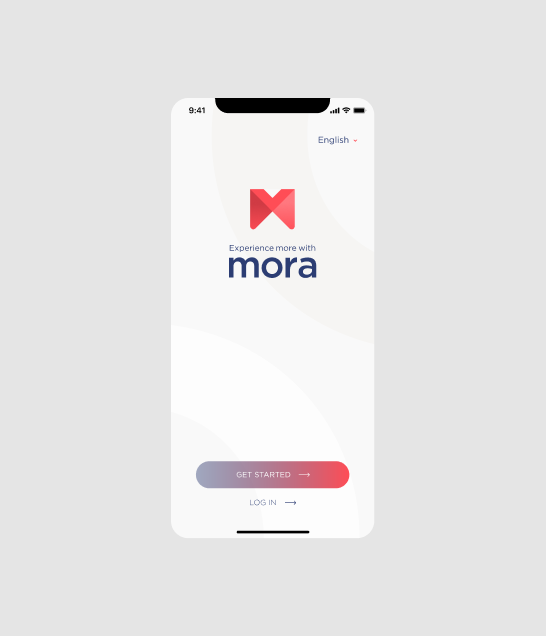 9:41
English
Experience more with
mora
GET STARTED
LOG IN